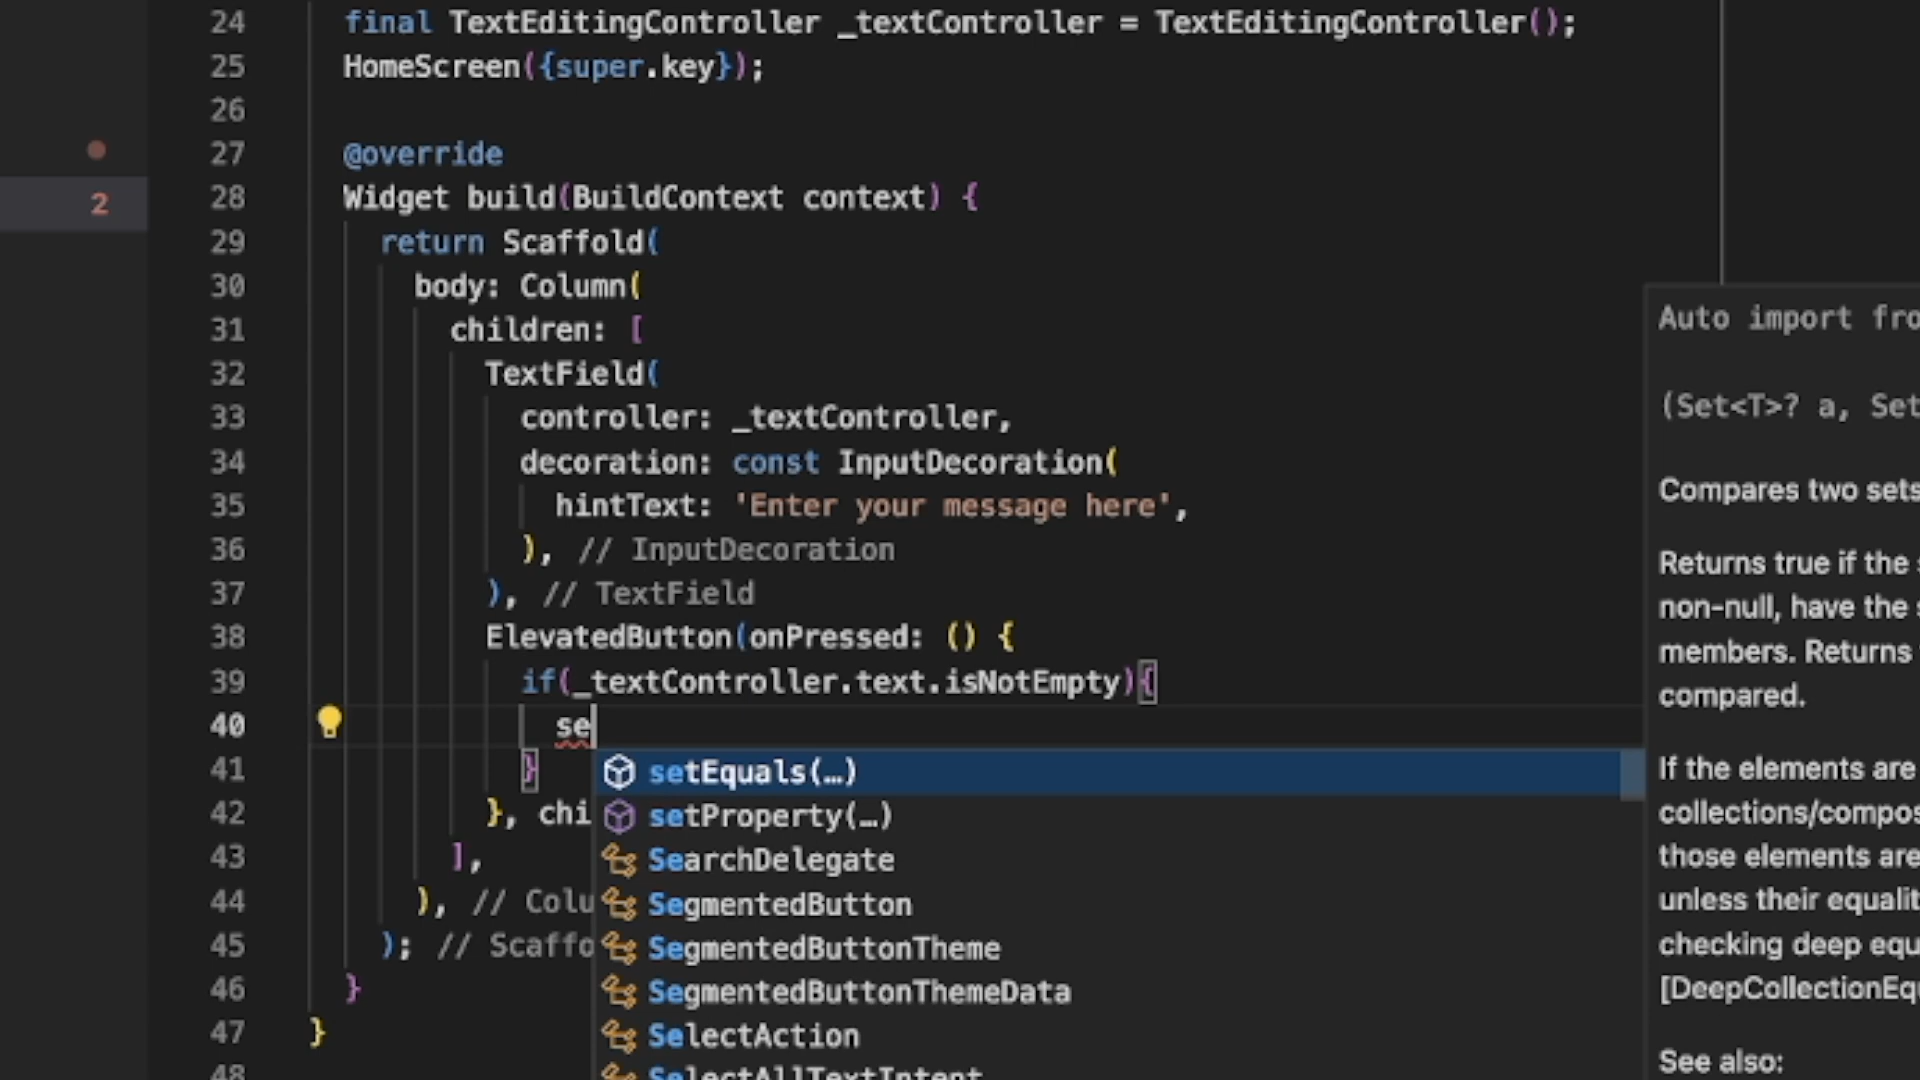 24 final TextEditingController _textController = TextEditingController();
25 HomeScreen({super.key});
26
27 @override
2
28 Widget build(BuildContext context) {
29 return Scaffold(
30 body: Column(
31 children: [
32 TextField(
33 controller: _textController,
34 decoration: const InputDecoration(
35 hintText: 'Enter your message here',
36 ), // InputDecoration
37 ), // TextField
38 ElevatedButton(onPressed: () {
39 if(_textController.text.isNotEmpty){
40 se
41 }
42 }, chi
43 ],
44 ), // Colu
45 ); // Scaffo
46 }
47 }
48
setEquals(…)
setProperty(…)
SearchDelegate
SegmentedButton
SegmentedButtonTheme
SegmentedButtonThemeData
SelectAction
SelectAllTextIntent
Auto import fro
(Set<T>? a, Set
Compares two sets
Returns true if the
non-null, have the
members. Returns
compared.
If the elements are
collections/compos
those elements are
unless their equalit
checking deep equ
[DeepCollectionEq
See also: